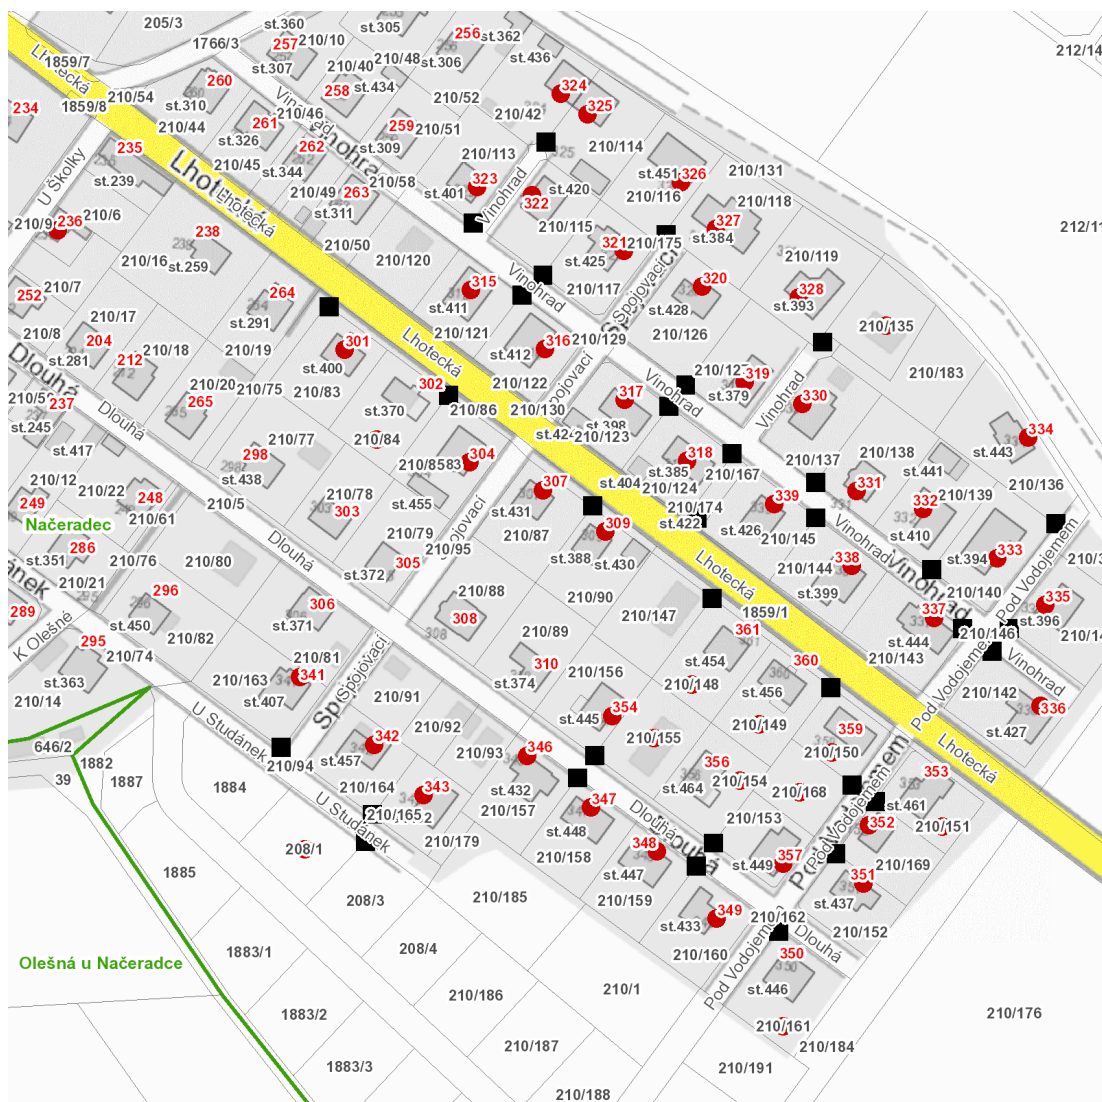 205/3
st.360
st.305
256
st.362
1766/3
257
210/10
210/48
st.306
st.436
212/14
Lhotecká
1859/7
st.307
210/40
st.434
260
258
210/54
1859/8
st.310
210/52
324
325
234
Vinohrad
210/46
261
210/42
210/44
st.326
262
Vinohrad
259
210/51
st.309
235
210/45
st.344
210/113
210/114
U Školky
Lhotecká
st.239
210/49
263
210/58
st.401
323
Vinohrad
322
st.420
st.451
326
210/131
210/116
Lhotecká
st.311
210/118
210/9
236
210/6
238
210/50
210/115
327
st.384
212/11
321
210/175
210/16
st.259
210/120
st.425
210/119
Vinohrad
Spojovací
252
210/7
264
315
st.411
210/117
320
st.428
328
st.393
210/17
st.291
210/8
204
st.281
212
210/18
210/19
301
st.400
210/121
Lhotecká
316
st.412
210/129
210/126
210/135
Dlouhá
210/20
210/75
210/83
302
210/122
Vinohrad
319
st.379
210/183
237
265
st.370
210/86
210/130
317
st.398
Vinohrad
330
st.245
Dlouhá
st.424
210/123
st.417
210/77
210/84
334
298
304
318
st.385
210/167
210/137
210/138
st.441
st.443
st.438
st.404
210/124
210/12
210/22
248
210/5
210/78
st.455
307
st.431
210/174
st.422
339
331
332
210/139
210/136
249
303
st.426
st.410
Načeradec
210/61
210/79
210/87
309
210/145
Vinohrad
st.394
333
286
st.351
210/76
210/80
Dlouhá
210/95
305
st.372
st.388
st.430
Lhotecká
338
210/144
Vinohrad
210/140
Pod Vodojemem
210/21
296
306
st.371
210/88
210/90
1859/1
st.399
335
st.396
289
K Olešné
st.450
308
210/89
210/147
361
337
st.444
210/146
295
210/82
210/81
Spojovací
310
st.454
360
210/143
Vinohrad
210/74
210/163
341
st.374
210/156
st.363
st.407
210/91
210/148
st.456
210/142
210/14
U Studánek
354
st.445
Pod Vodojemem
336
210/92
210/149
359
st.427
646/2
342
346
210/155
Lhotecká
1882
210/94
st.457
210/93
356
210/150
39
1887
1884
210/164
343
st.432
st.464
210/154
353
U Studánek
210/165
210/157
347
Dlouhá
210/168
st.461
st.448
210/153
Pod Vodojemem
352
210/151
208/1
210/179
210/158
348
st.447
st.449
357
210/169
1885
351
208/3
210/185
210/159
349
st.433
st.437
208/4
210/162
Dlouhá
210/152
1883/1
210/160
350
Olešná u Načeradce
Pod Vodojemem
210/186
210/1
st.446
1883/2
210/161
210/176
210/187
210/184
1883/3
210/191
210/188